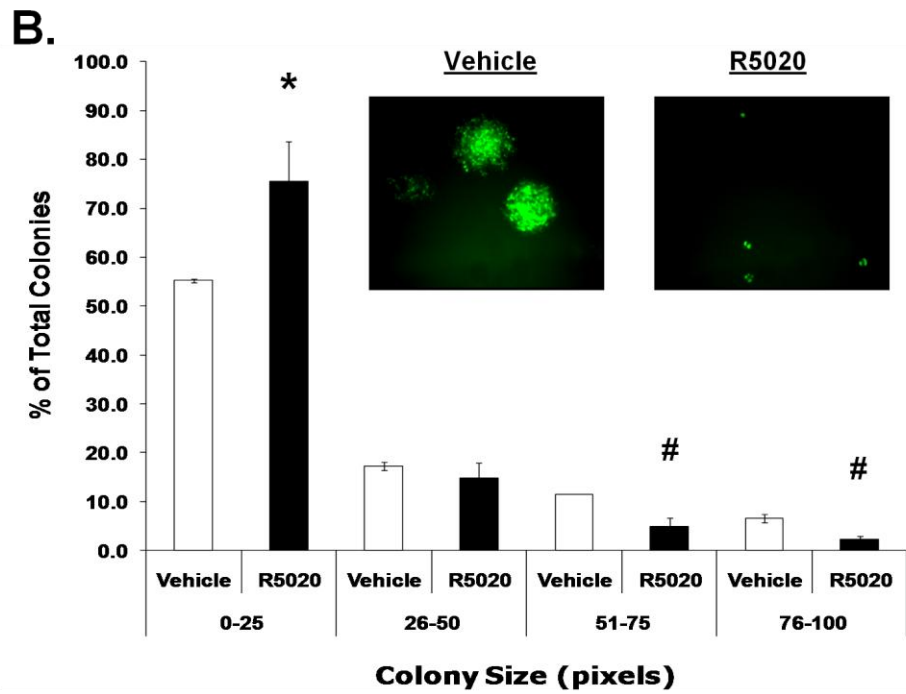 B.
% of Total Colonies
100.0
90.0
80.0
70.0
60.0
50.0
40.0
30.0
20.0
10.0
0.0
*
Vehicle R5020
#
#
Vehicle R5020 Vehicle R5020 Vehicle R5020 Vehicle R5020
0-25 26-50 51-75 76-100
Colony Size (pixels)